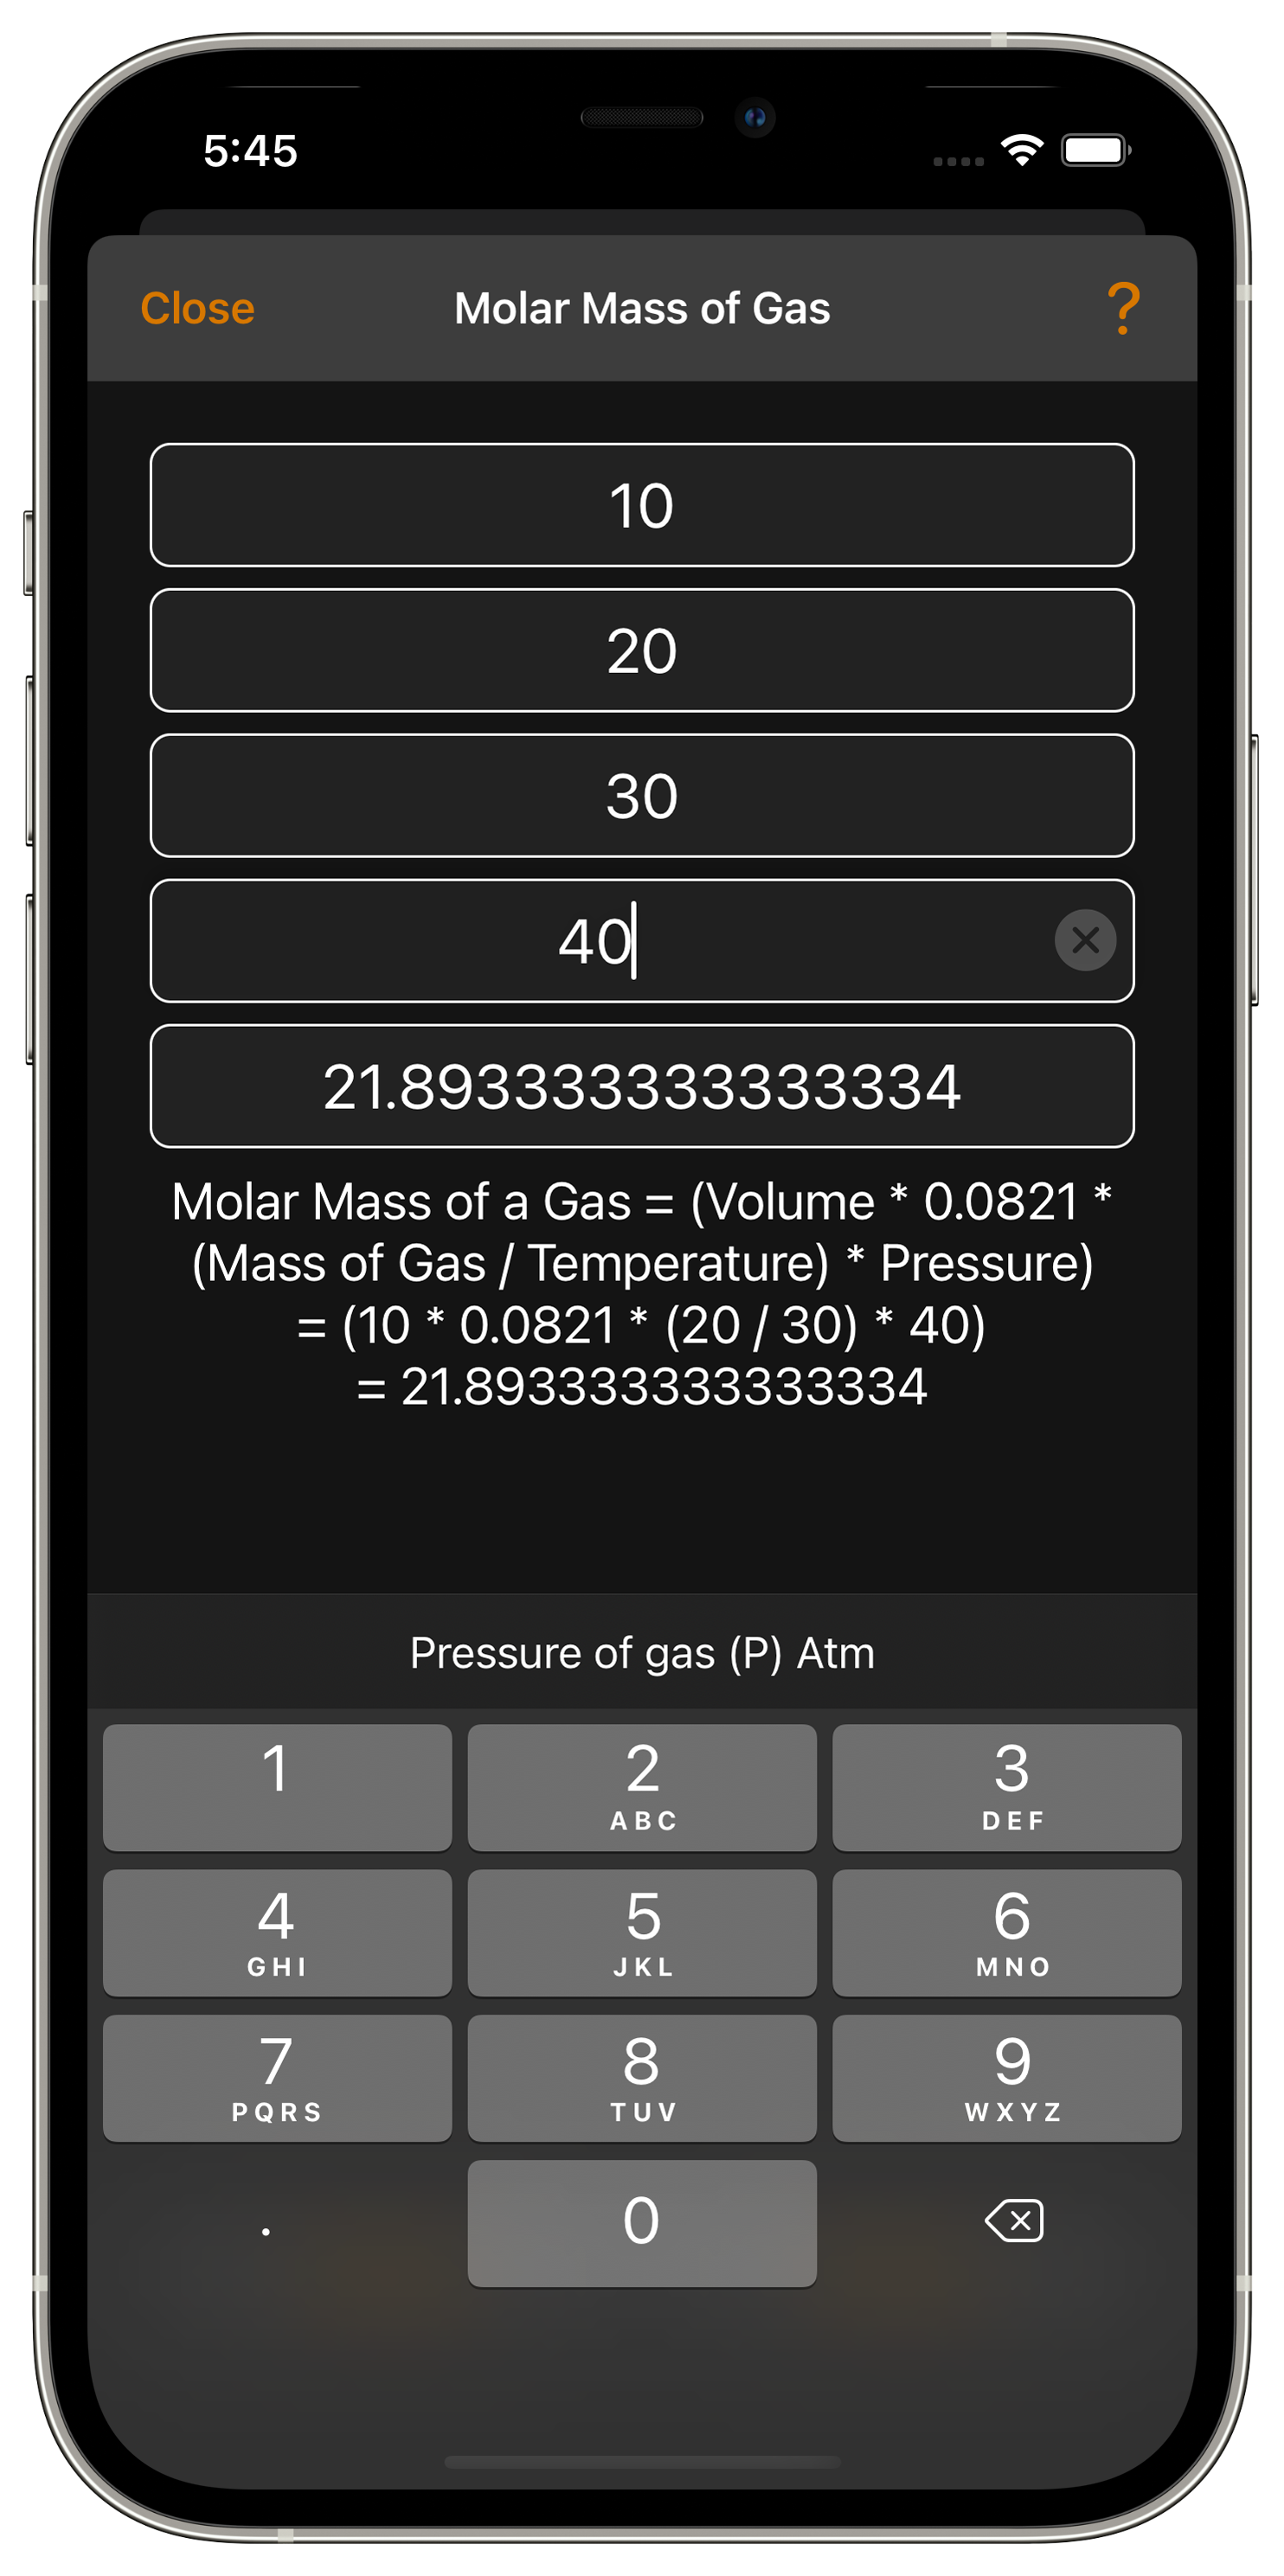 5:45
Close Molar Mass of Gas ?
10
20
30
40
21.893333333333334
Molar Mass of a Gas = (Volume * 0.0821 *
(Mass of Gas / Temperature) * Pressure)
= (10 * 0.0821 * (20 / 30) * 40)
= 21.893333333333334
Pressure of gas (P) Atm
1 2 3
ABC DEF
4 5 6
GHI JKL MNO
7 8 9
PQRS TUV WXYZ
. 0